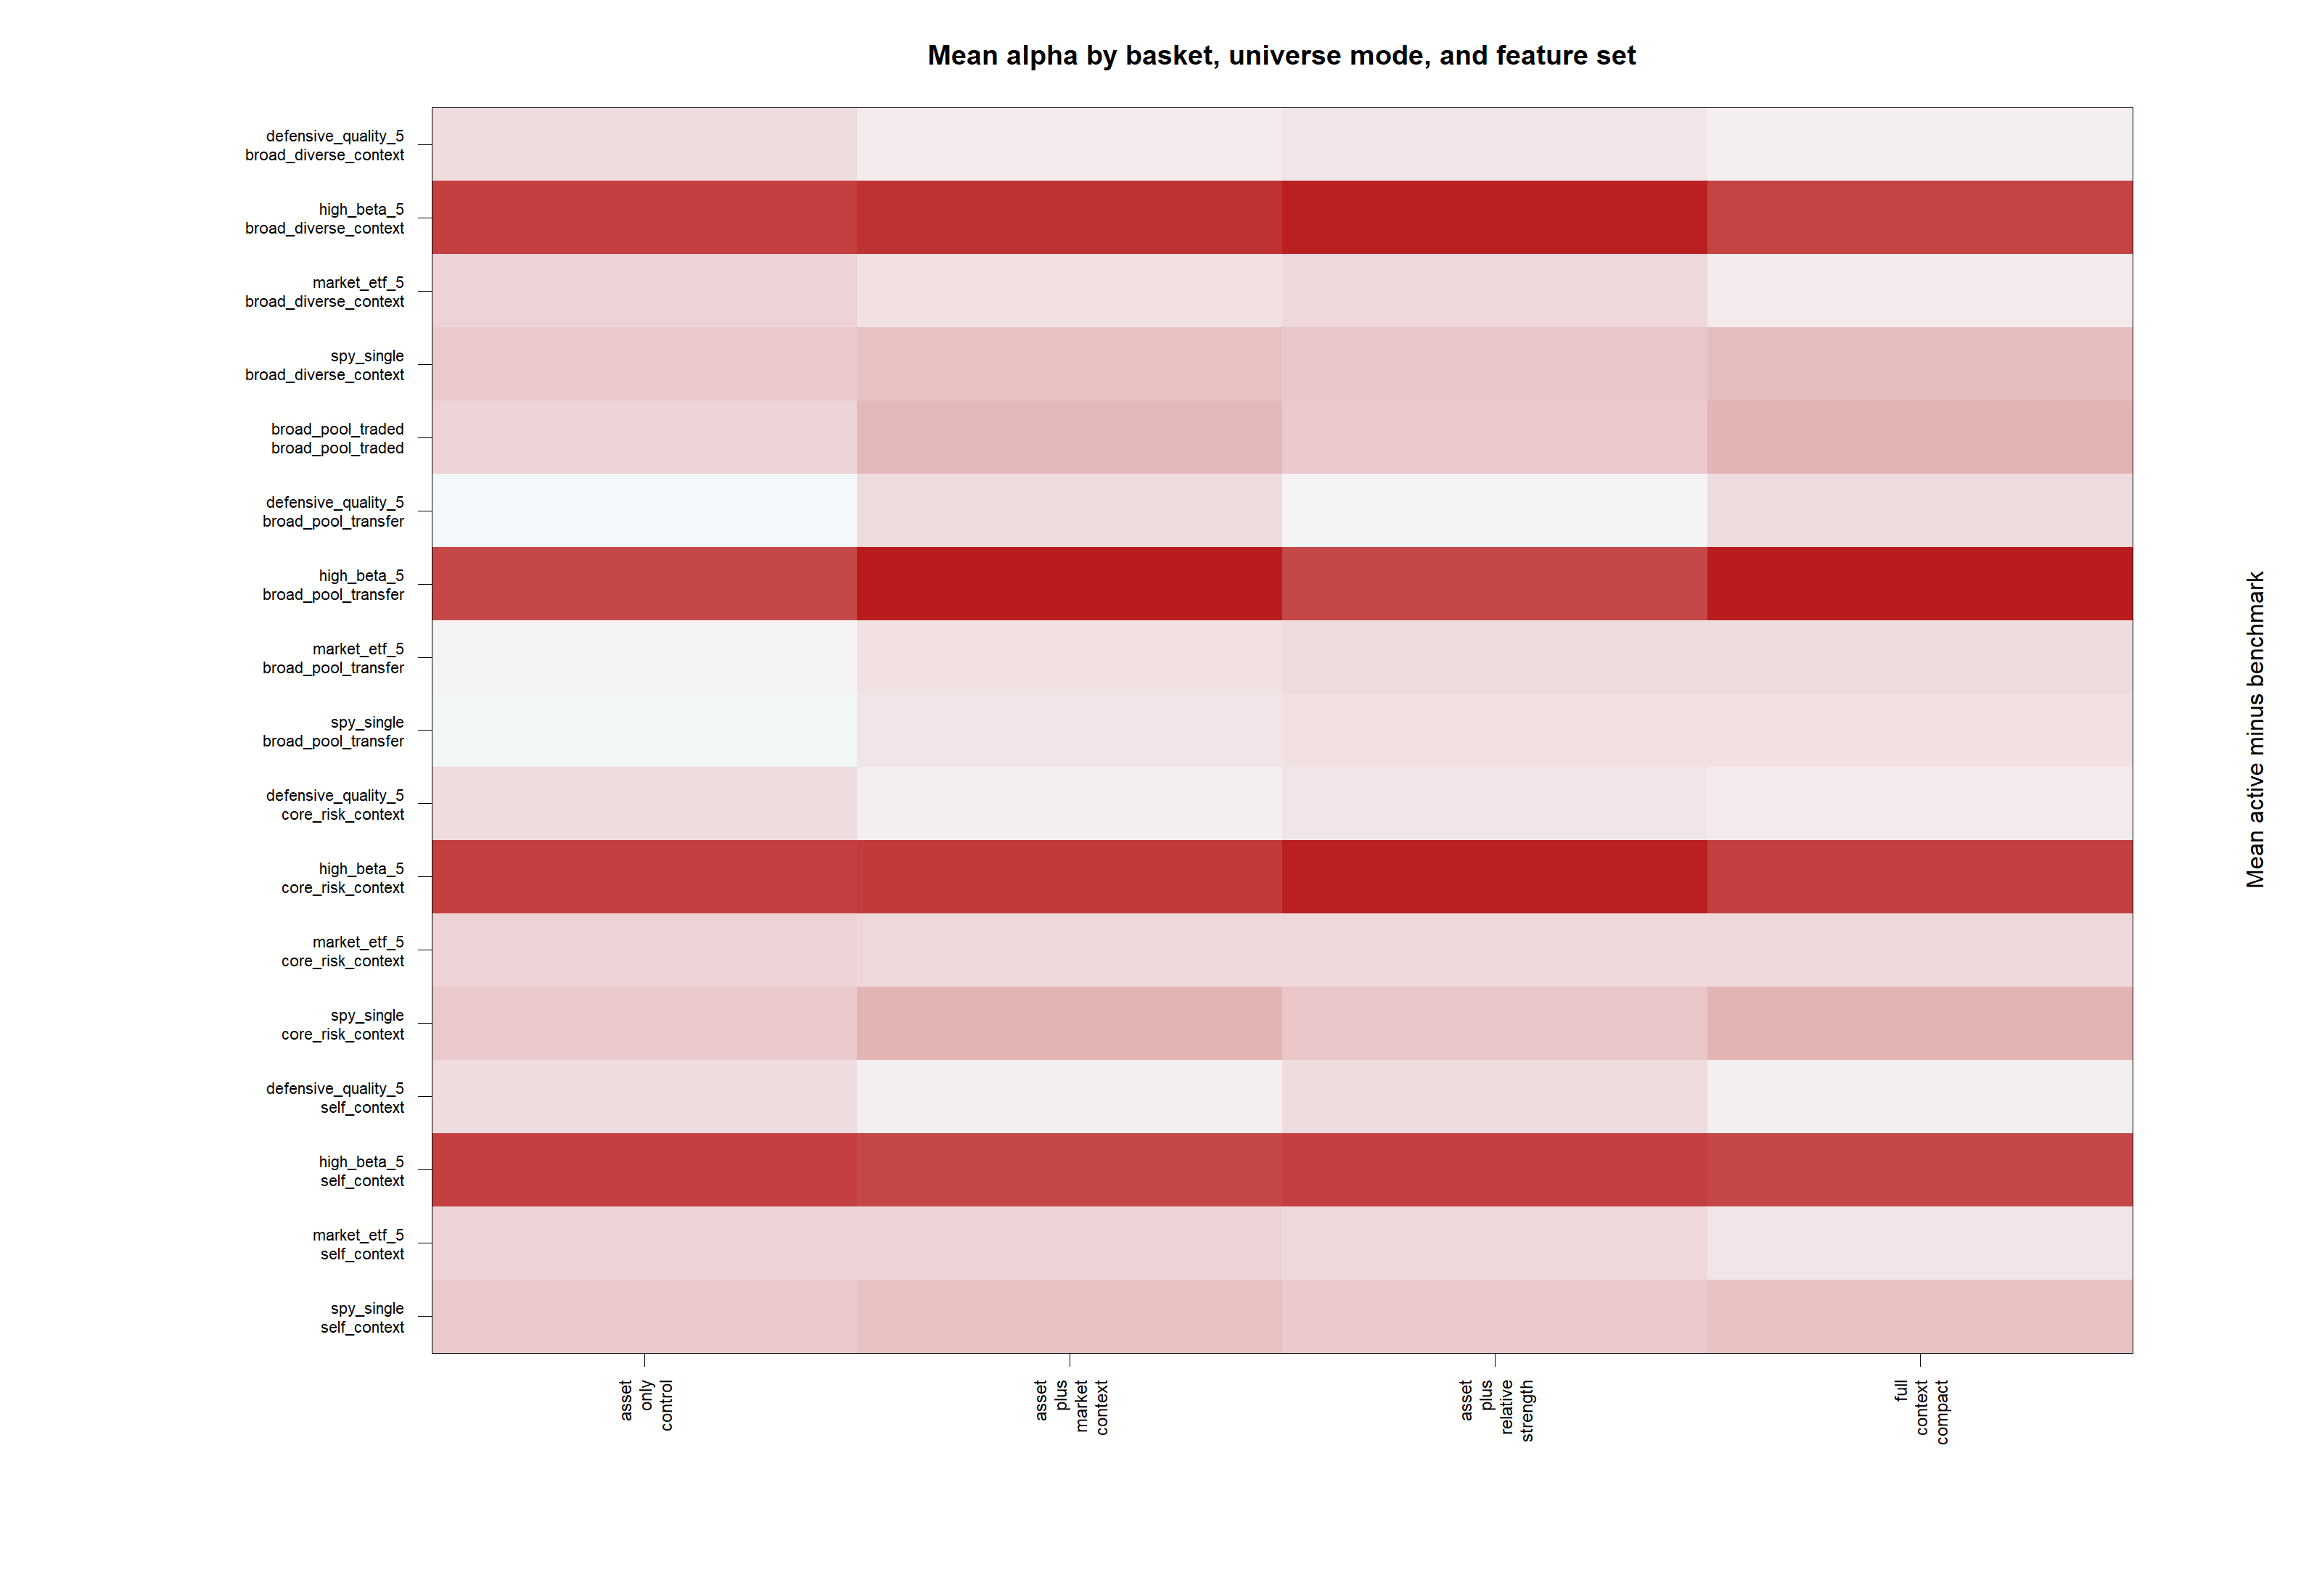 Mean alpha by basket, universe mode, and feature set
defensive_quality_5
broad_diverse_context
high_beta_5
broad_diverse_context
market_etf_5
broad_diverse_context
spy_single
broad_diverse_context
broad_pool_traded
broad_pool_traded
defensive_quality_5
broad_pool_transfer
high_beta_5
broad_pool_transfer
market_etf_5
broad_pool_transfer
spy_single
broad_pool_transfer
defensive_quality_5
core_risk_context
high_beta_5
core_risk_context
market_etf_5
core_risk_context
spy_single
core_risk_context
defensive_quality_5
self_context
high_beta_5
self_context
market_etf_5
self_context
spy_single
self_context
asset
only
control
asset
plus
market
context
asset
plus
relative
strength
full
context
compact
Mean active minus benchmark